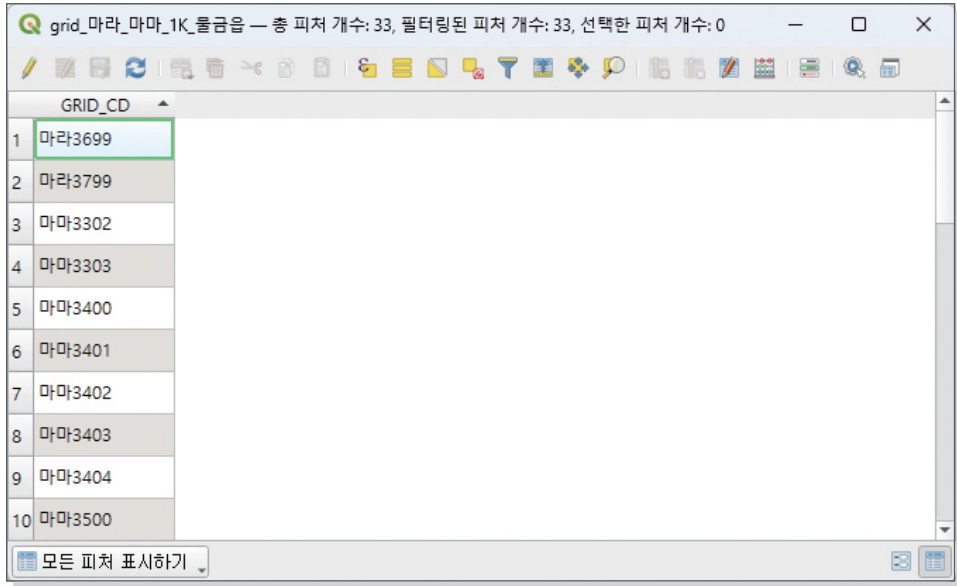 grid_마라_마마_1K_물금읍 — 총 피처 개수: 33, 필터링된 피처 개수: 33, 선택한 피처 개수: 0
GRID_CD
1 마라3699
2 마라3799
3 마마3302
4 마마3303
5 마마3400
6 마마3401
7 마마3402
8 마마3403
9 마마3404
10 마마3500
모든 피처 표시하기